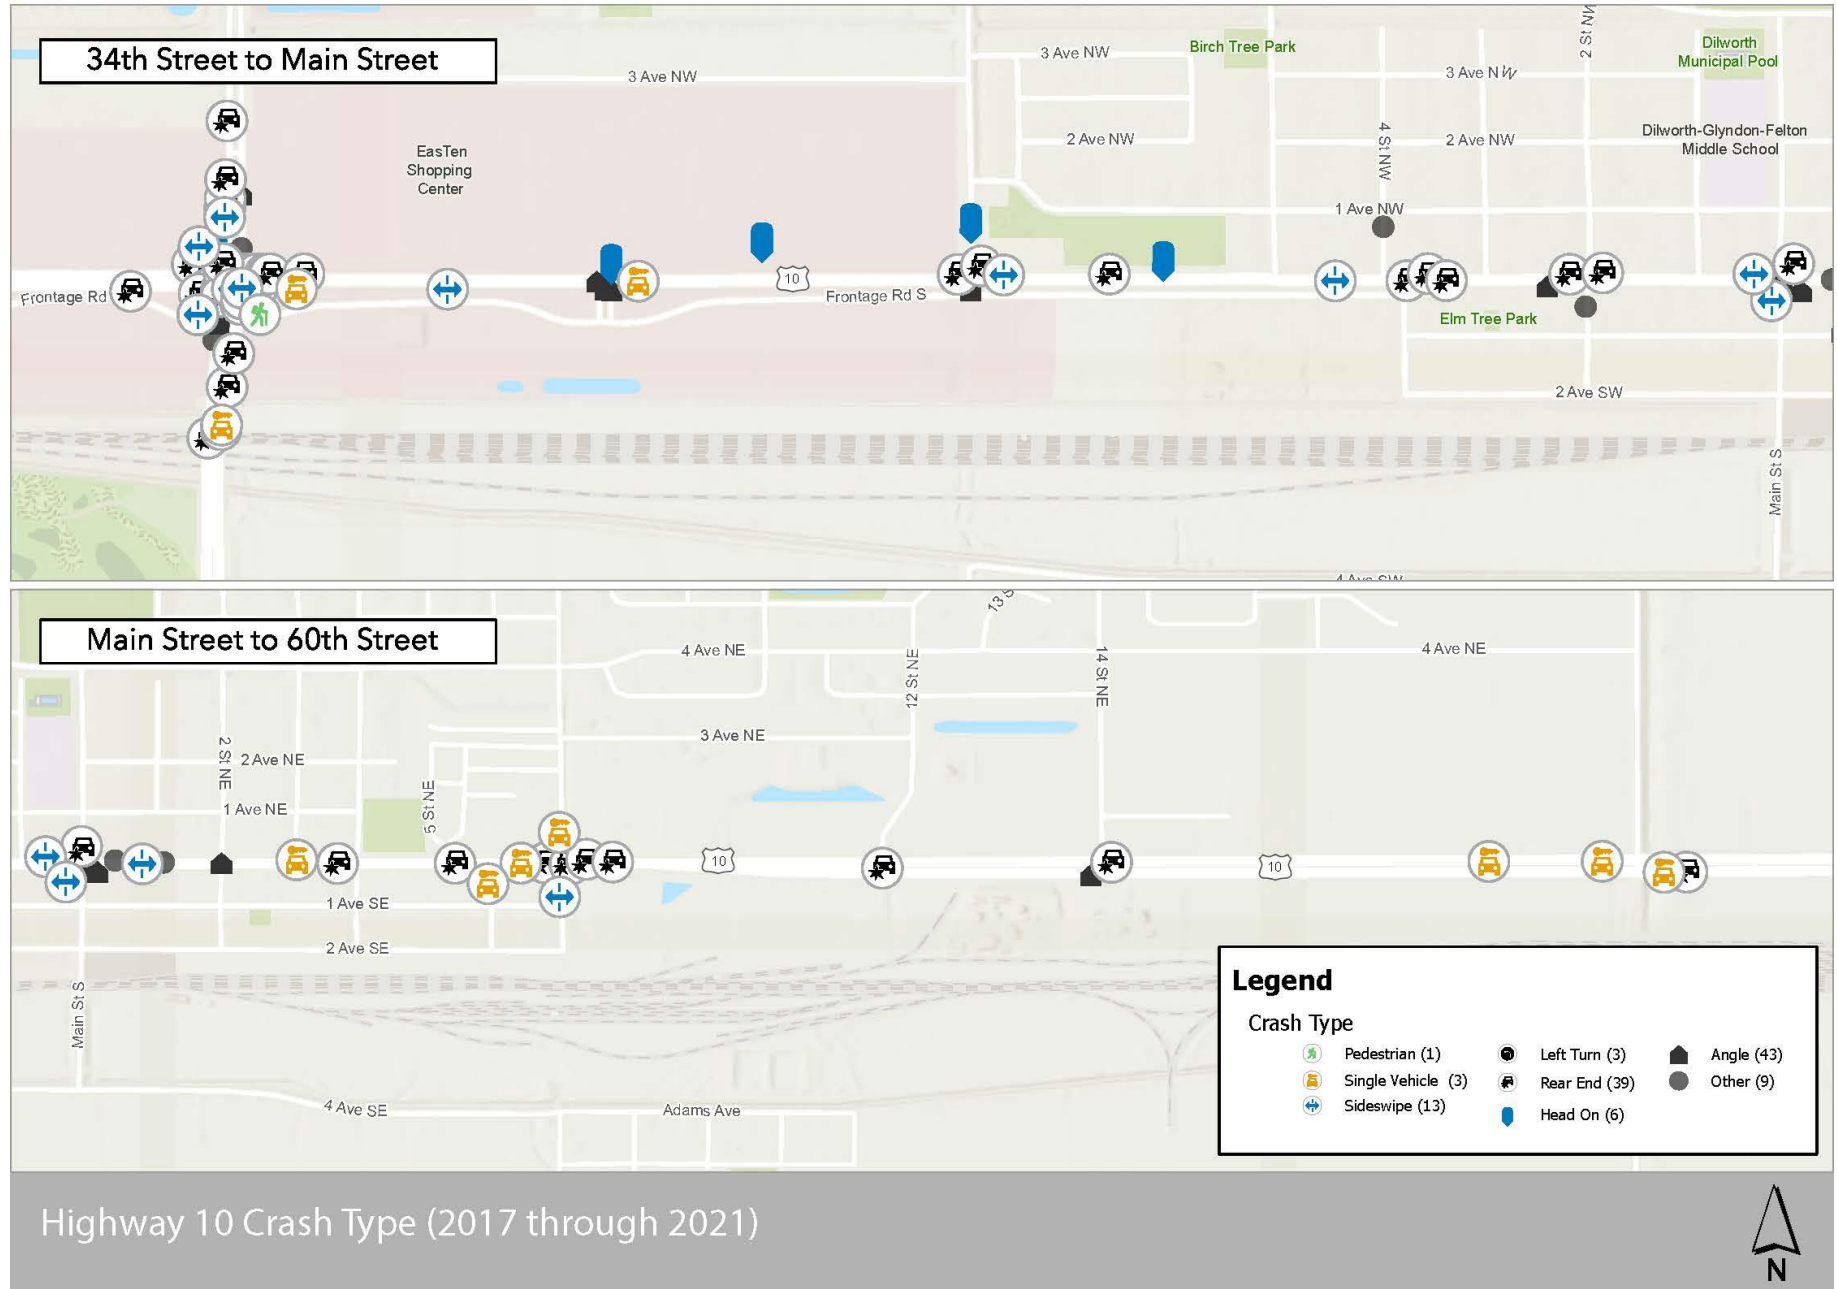 34th Street to Main Street
3 Ave NW
3 Ave NW
Birch Tree Park
3 Ave NW
2 St NW
Dilworth
Municipal Pool
EasTen
Shopping
Center
2 Ave NW
4 St NW
2 Ave NW
Dilworth-Glyndon-Felton
Middle School
1 Ave NW
Frontage Rd
10
Frontage Rd S
Elm Tree Park
2 Ave SW
Main St S
4 Ave SW
Main Street to 60th Street
13 S
4 Ave NE
12 St NE
14 St NE
4 Ave NE
2 St NE
2 Ave NE
3 Ave NE
1 Ave NE
5 St NE
10
10
1 Ave SE
2 Ave SE
Main St S
4 Ave SE
Adams Ave
Legend
Crash Type
Pedestrian (1)
Single Vehicle (3)
Sideswipe (13)
Left Turn (3)
Rear End (39)
Head On (6)
Angle (43)
Other (9)
Highway 10 Crash Type (2017 through 2021)
N